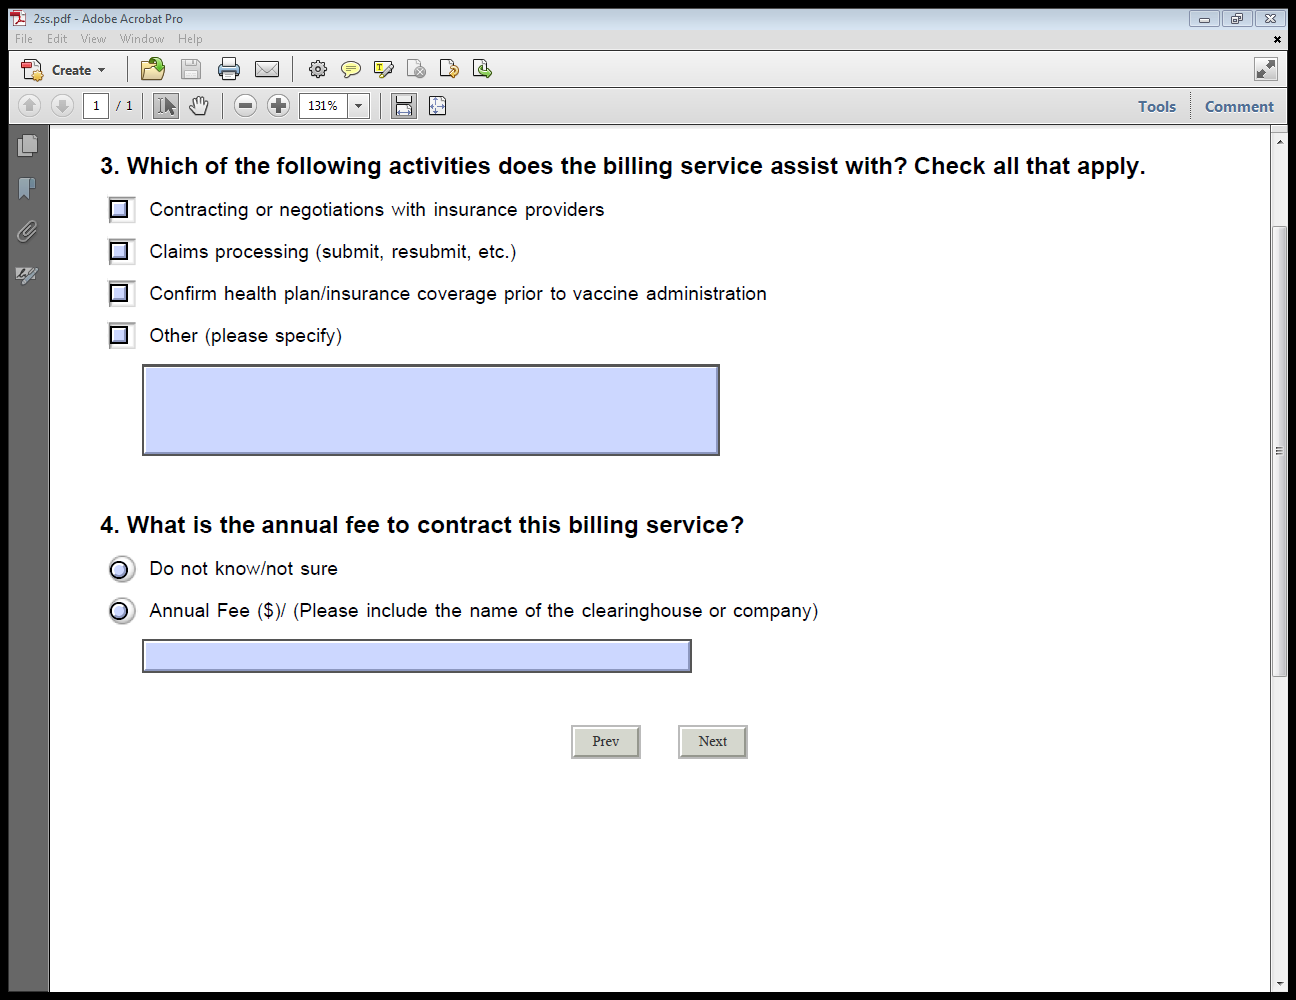 2ss.pdf - Adobe Acrobat Pro
File Edit View Window Help
Create
1 / 1 131% Tools Comment
3. Which of the following activities does the billing service assist with? Check all that apply.
Contracting or negotiations with insurance providers
Claims processing (submit, resubmit, etc.)
Confirm health plan/insurance coverage prior to vaccine administration
Other (please specify)
4. What is the annual fee to contract this billing service?
Do not know/not sure
Annual Fee ($)/ (Please include the name of the clearinghouse or company)
Prev Next